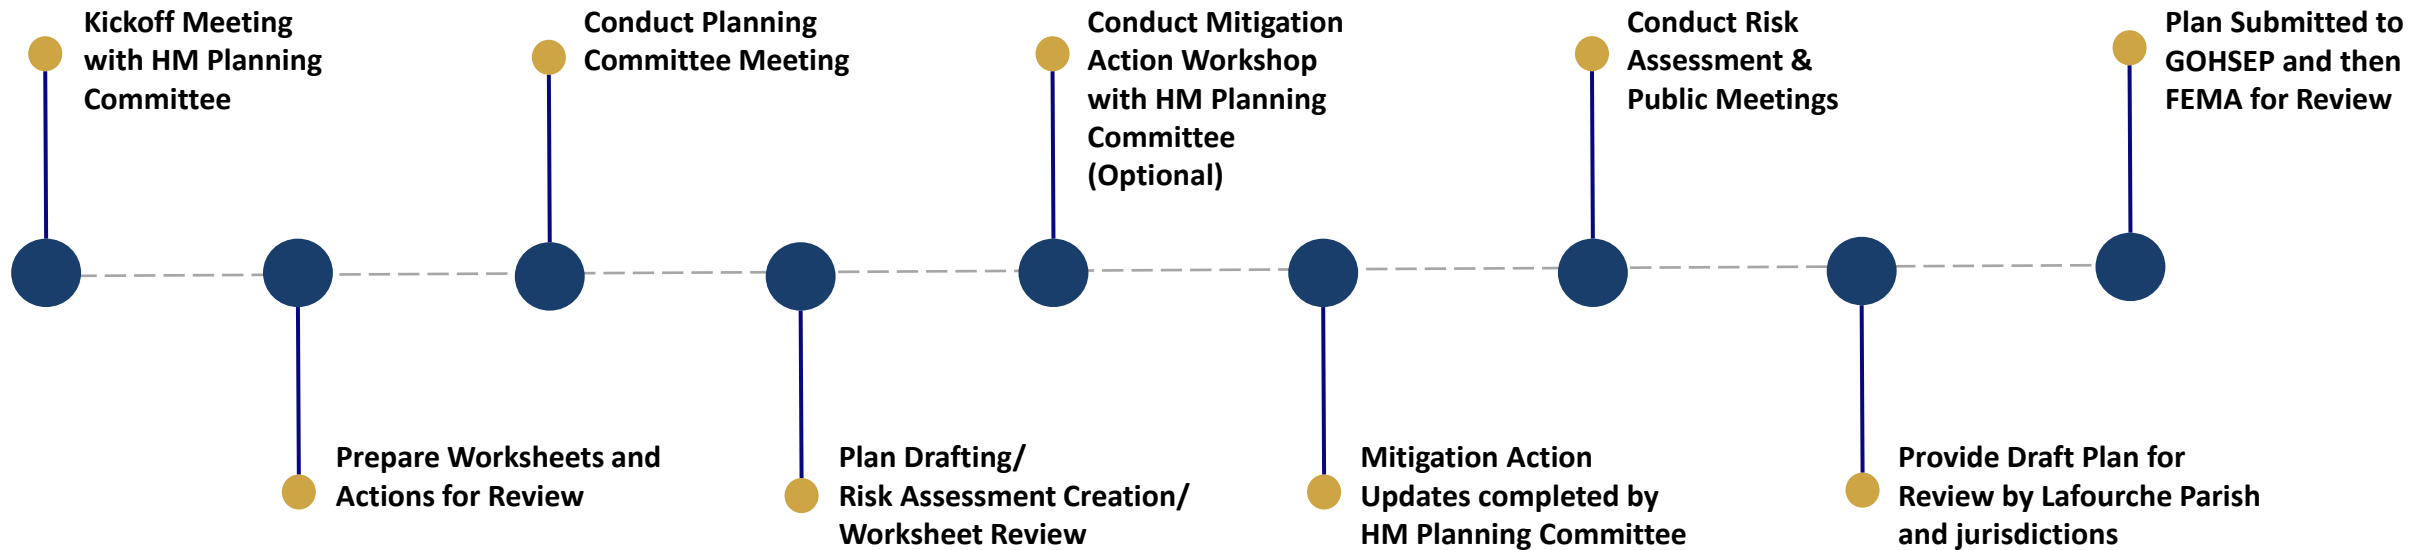 Kickoff Meeting
with HM Planning
Committee
Prepare Worksheets and
Actions for Review
Conduct Planning
Committee Meeting
Plan Drafting/
Risk Assessment Creation/
Worksheet Review
Conduct Mitigation
Action Workshop
with HM Planning
Committee
(Optional)
Mitigation Action
Updates completed by
HM Planning Committee
Conduct Risk
Assessment &
Public Meetings
Provide Draft Plan for
Review by Lafourche Parish
and jurisdictions
Plan Submitted to
GOHSEP and then
FEMA for Review